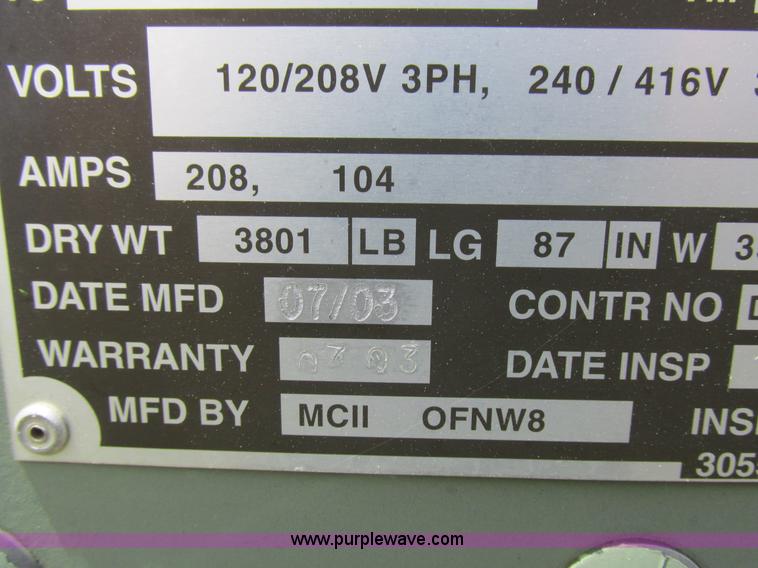 VOLTS 120/208V 3PH, 240 / 416V
AMPS 208, 104
DRY WT 3801 LB LG 87 IN W
DATE MFD 07/03 CONTR NO
WARRANTY DATE INSP
MFD BY MCII OFNW8
www.purplewave.com